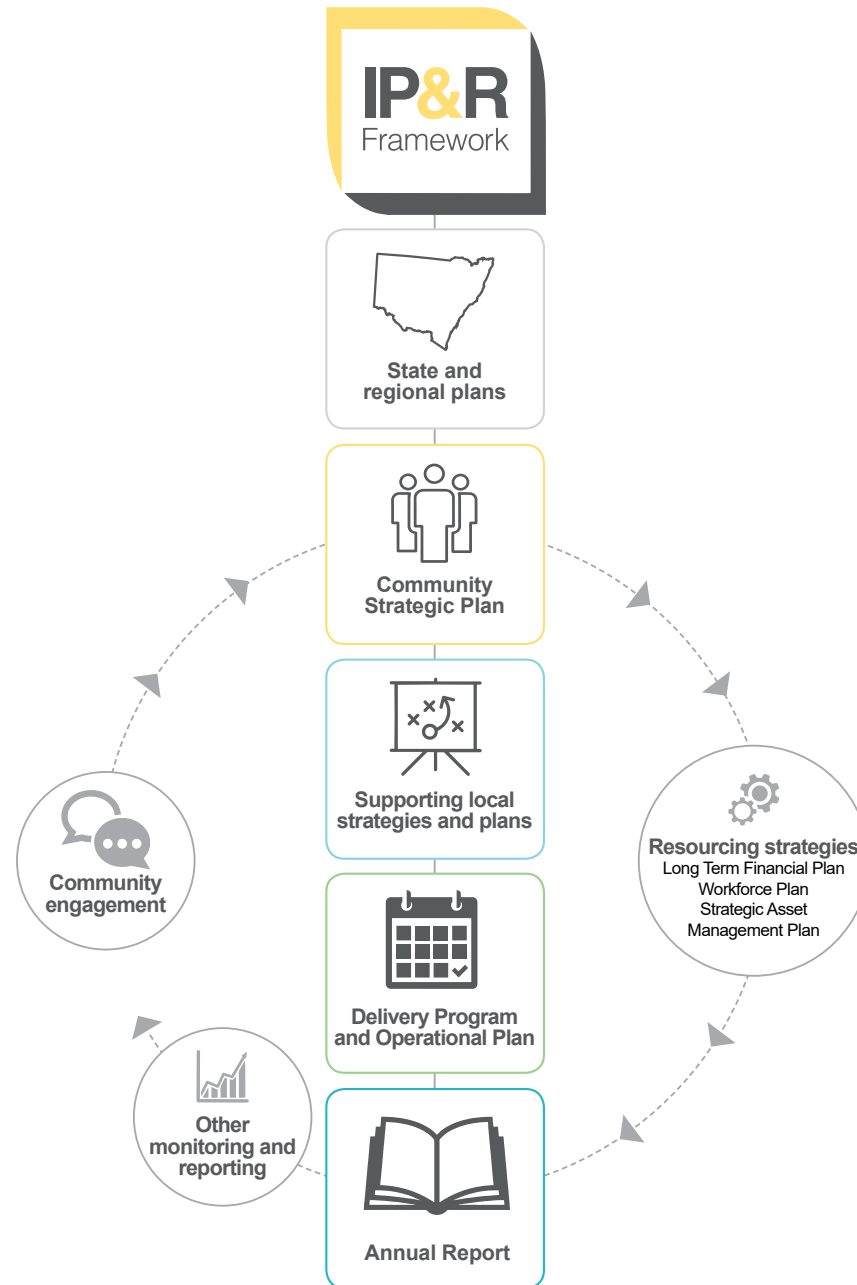 IP&R
Framework
State and
regional plans
Community
Strategic Plan
Supporting local
strategies and plans
Community
engagement
Resourcing strategies
Long Term Financial Plan
Workforce Plan
Strategic Asset
Management Plan
Delivery Program
and Operational Plan
Other
monitoring and
reporting
Annual Report